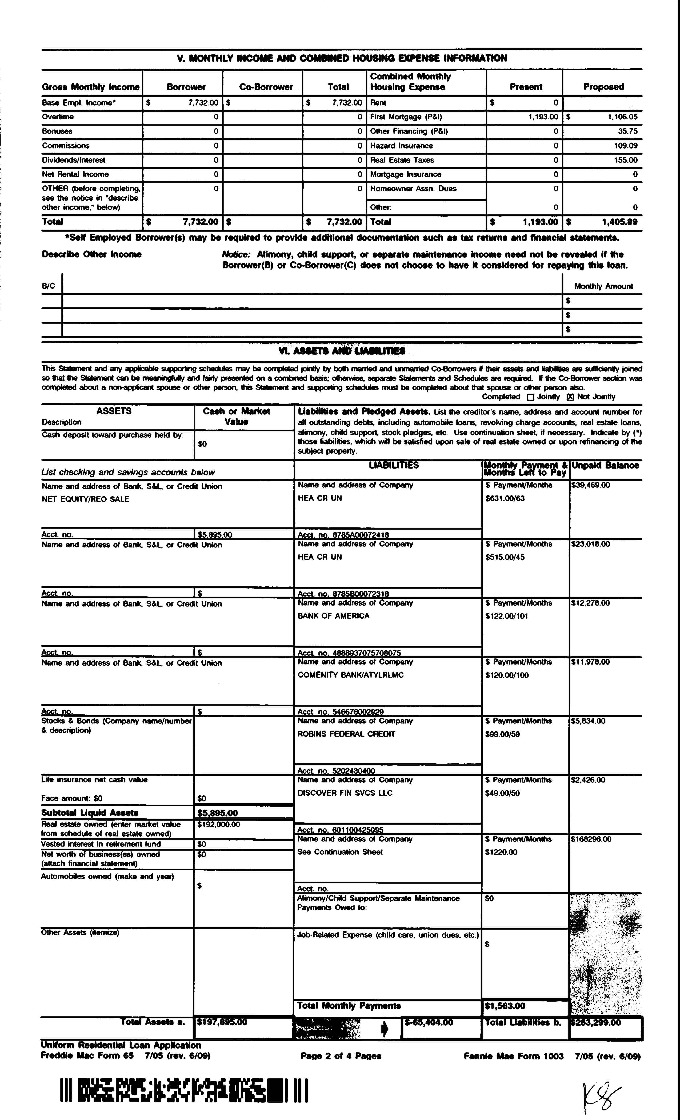 V. MONTHLY INCOME AND COMBINED HOUSING EXPENSE INFORMATION
Gross Monthly Income Borrower Co-Borrower Total Combined Monthly Housing Expense Present Proposed
Base Empl. Income* $ 7,732.00 $ $ 7,732.00 Rent $ 0
Overtime 0 0 First Mortgage (P&I) 1,193.00 $ 1,106.05
Bonuses 0 0 Other Financing (P&I) 0 35.75
Commissions 0 0 Hazard Insurance 0 109.09
Dividends/Interest 0 0 Real Estate Taxes 0 155.00
Net Rental Income 0 0 Mortgage Insurance 0 0
OTHER (before completing, see the notice in "describe other income," below) 0 0 Homeowner Assn. Dues 0 0
Other: 0 0
Total $ 7,732.00 $ $ 7,732.00 Total $ 1,193.00 $ 1,405.89
*Self Employed Borrower(s) may be required to provide additional documentation such as tax returns and financial statements.
Describe Other Income Notice: Alimony, child support, or separate maintenance income need not be revealed if the
Borrower(B) or Co-Borrower(C) does not choose to have it considered for repaying this loan.
B/C Monthly Amount
$
$
$
VI. ASSETS AND LIABILITIES
This Statement and any applicable supporting schedules may be completed jointly by both married and unmarried Co-Borrowers if their assets and liabilities are sufficiently joined
so that the Statement can be meaningfully and fairly presented on a combined basis; otherwise, separate Statements and Schedules are required. If the Co-Borrower section was
completed about a non-applicant spouse or other person, this Statement and supporting schedules must be completed about that spouse or other person also.
Completed ☐ Jointly ☒ Not Jointly
ASSETS
Description
Cash or Market Value
Cash deposit toward purchase held by:
$0
Liabilities and Pledged Assets. List the creditor's name, address and account number for
all outstanding debts, including automobile loans, revolving charge accounts, real estate loans,
alimony, child support, stock pledges, etc. Use continuation sheet, if necessary. Indicate by (*)
those liabilities, which will be satisfied upon sale of real estate owned or upon refinancing of the
subject property.
LIABILITIES Monthly Payment & Months Left to Pay Unpaid Balance
List checking and savings accounts below
Name and address of Bank, S&L, or Credit Union Name and address of Company $ Payment/Months $39,469.00
NET EQUITY/REO SALE HEA CR UN $631.00/63
Acct. no. $5,895.00 Acct. no. 8785A00072418
Name and address of Bank, S&L, or Credit Union Name and address of Company $ Payment/Months $23,018.00
HEA CR UN $515.00/45
Acct. no. $ Acct. no. 8785B00072318
Name and address of Bank, S&L, or Credit Union Name and address of Company $ Payment/Months $12,278.00
BANK OF AMERICA $122.00/101
Acct. no. $ Acct. no. 4888937075708075
Name and address of Bank, S&L, or Credit Union Name and address of Company $ Payment/Months $11,978.00
COMENITY BANK/ATYLRLMC $120.00/100
Acct. no. $ Acct. no. 546676002929
Stocks & Bonds (Company name/number & description) Name and address of Company $ Payment/Months $5,834.00
ROBINS FEDERAL CREDIT $99.00/59
Acct. no. 5202430400
Life insurance net cash value Name and address of Company $ Payment/Months $2,426.00
Face amount: $0 $0 DISCOVER FIN SVCS LLC $49.00/50
Subtotal Liquid Assets $5,895.00
Real estate owned (enter market value from schedule of real estate owned) $192,000.00 Acct. no. 601100425095
Vested interest in retirement fund $0 Name and address of Company $ Payment/Months $168296.00
Net worth of business(es) owned (attach financial statement) $0 See Continuation Sheet $1220.00
Automobiles owned (make and year) $ Acct. no.
Alimony/Child Support/Separate Maintenance Payments Owed to: $0
Other Assets (itemize) Job-Related Expense (child care, union dues, etc.) $
Total Monthly Payments $1,563.00
Total Assets a. $197,895.00 $-65,404.00 Total Liabilities b. $263,299.00
Uniform Residential Loan Application
Freddie Mac Form 65 7/05 (rev. 6/09) Page 2 of 4 Pages Fannie Mae Form 1003 7/05 (rev. 6/09)
K8